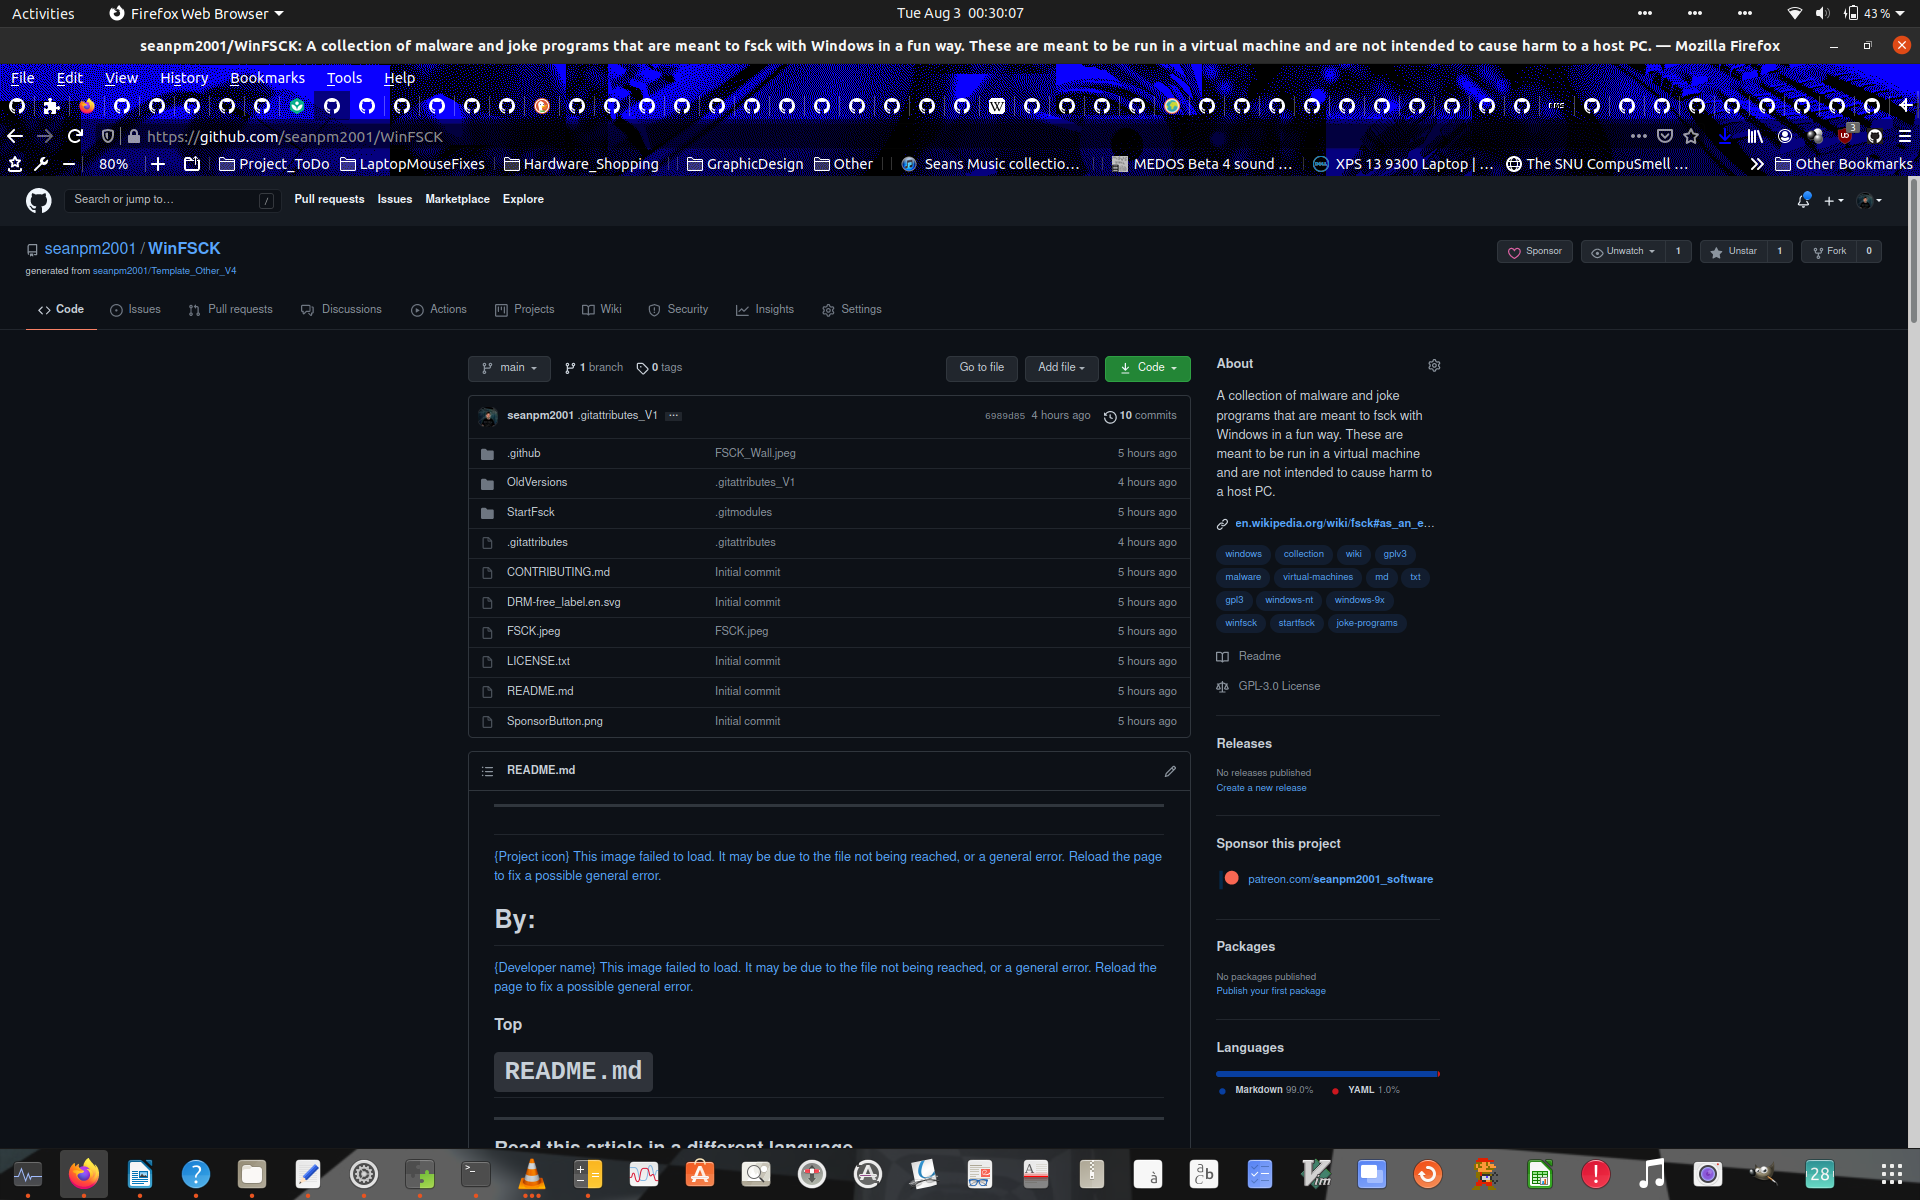 Activities
Firefox Web Browser
Tue Aug 3 00:30:07
43 %
seanpm2001/WinFSCK: A collection of malware and joke programs that are meant to fsck with Windows in a fun way. These are meant to be run in a virtual machine and are not intended to cause harm to a host PC. — Mozilla Firefox
File Edit View History Bookmarks Tools Help
https://github.com/seanpm2001/WinFSCK
3
80% Project_ToDo LaptopMouseFixes Hardware_Shopping GraphicDesign Other Seans Music collectio… MEDOS Beta 4 sound … XPS 13 9300 Laptop | … The SNU CompuSmell … Other Bookmarks
Search or jump to… / Pull requests Issues Marketplace Explore
seanpm2001 / WinFSCK
generated from seanpm2001/Template_Other_V4
Sponsor Unwatch 1 Unstar 1 Fork 0
Code Issues Pull requests Discussions Actions Projects Wiki Security Insights Settings
main 1 branch 0 tags Go to file Add file Code
seanpm2001 .gitattributes_V1 ... 6989d85 4 hours ago 10 commits
.github FSCK_Wall.jpeg 5 hours ago
OldVersions .gitattributes_V1 4 hours ago
StartFsck .gitmodules 5 hours ago
.gitattributes .gitattributes 4 hours ago
CONTRIBUTING.md Initial commit 5 hours ago
DRM-free_label.en.svg Initial commit 5 hours ago
FSCK.jpeg FSCK.jpeg 5 hours ago
LICENSE.txt Initial commit 5 hours ago
README.md Initial commit 5 hours ago
SponsorButton.png Initial commit 5 hours ago
README.md
{Project icon} This image failed to load. It may be due to the file not being reached, or a general error. Reload the page
to fix a possible general error.
By:
{Developer name} This image failed to load. It may be due to the file not being reached, or a general error. Reload the
page to fix a possible general error.
Top
README.md
Read this article in a different language
About
A collection of malware and joke
programs that are meant to fsck with
Windows in a fun way. These are
meant to be run in a virtual machine
and are not intended to cause harm to
a host PC.
en.wikipedia.org/wiki/fsck#as_an_e…
windows collection wiki gplv3
malware virtual-machines md txt
gpl3 windows-nt windows-9x
winfsck startfsck joke-programs
Readme
GPL-3.0 License
Releases
No releases published
Create a new release
Sponsor this project
patreon.com/seanpm2001_software
Packages
No packages published
Publish your first package
Languages
Markdown 99.0% YAML 1.0%
28